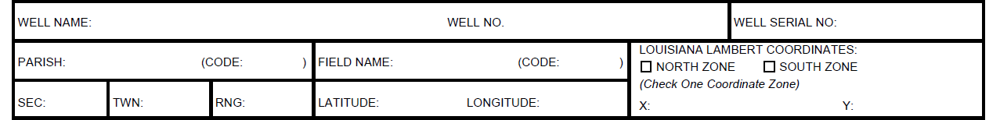 WELL NAME: WELL NO. WELL SERIAL NO:
PARISH: (CODE: ) FIELD NAME: (CODE: )
LOUISIANA LAMBERT COORDINATES:
NORTH ZONE SOUTH ZONE
(Check One Coordinate Zone)
SEC: TWN: RNG: LATITUDE: LONGITUDE:
X: Y: